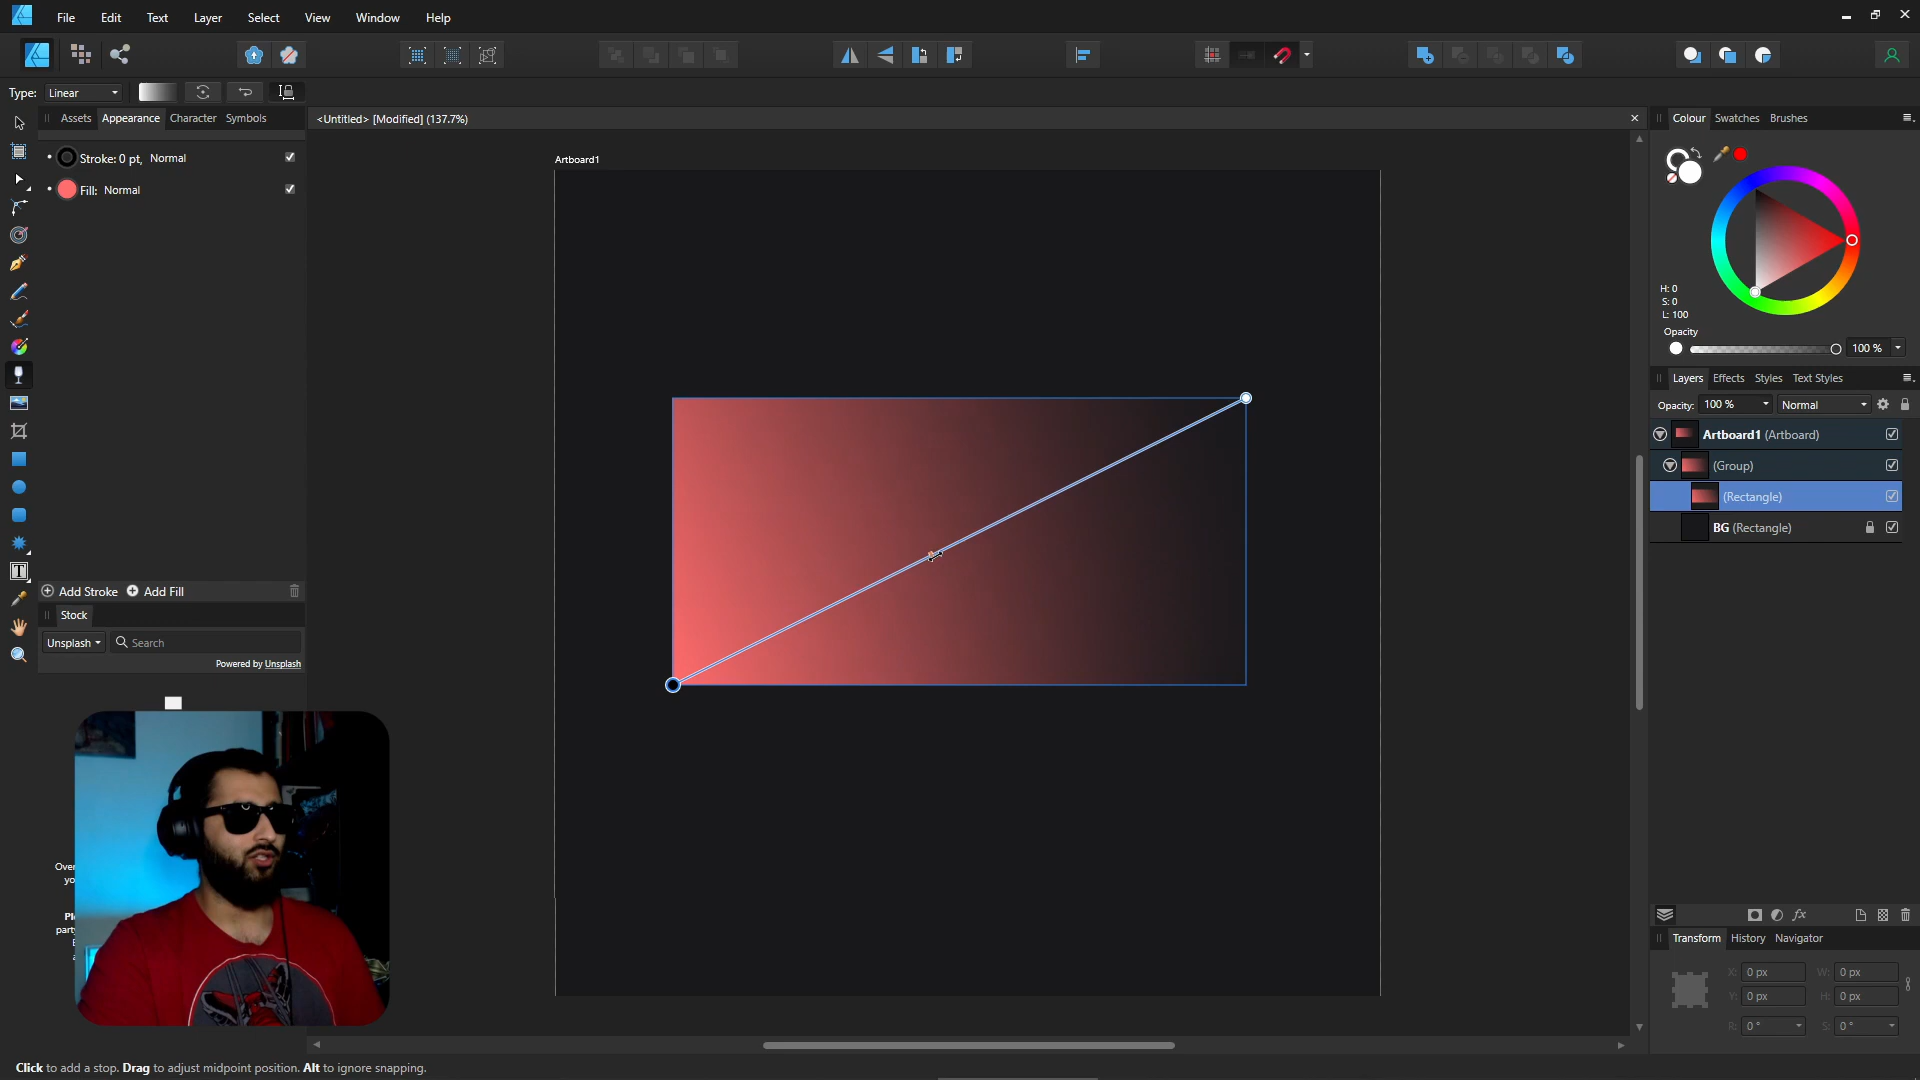 File Edit Text Layer Select View Window Help
Type: Linear
Assets Appearance Character Symbols
<Untitled> [Modified] (137.7%)
Colour Swatches Brushes
Stroke: 0 pt, Normal
Fill: Normal
Artboard1
H: 0
S: 0
L: 100
Opacity
100 %
Layers Effects Styles Text Styles
Opacity: 100 % Normal
Artboard1 (Artboard)
(Group)
(Rectangle)
BG (Rectangle)
Add Stroke Add Fill
Stock
Unsplash Search
Powered by Unsplash
Over
yo
party
Transform History Navigator
X: 0 px W: 0 px
Y: 0 px H: 0 px
R: 0 ° S: 0 °
Click to add a stop. Drag to adjust midpoint position. Alt to ignore snapping.